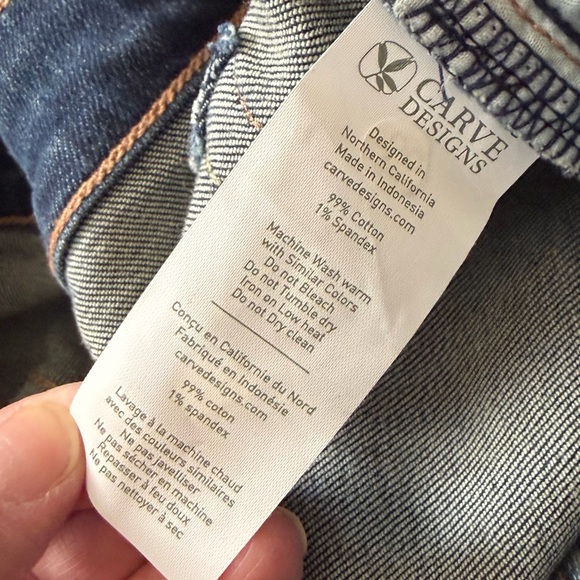 CARVE
DESIGNS
Designed in
Northern California
Made in Indonesia
carvedesigns.com
99% Cotton
1% Spandex
Machine Wash warm
with Similar Colors
Do not Bleach
Do not Tumble dry
Iron on Low heat
Do not Dry clean
Conçu en Californie du Nord
Fabriqué en Indonésie
carvedesigns.com
99% coton
1% spandex
Lavage à la machine chaud
avec des couleurs similaires
Ne pas javelliser
Ne pas sécher en machine
Repasser à feu doux
Ne pas nettoyer à sec